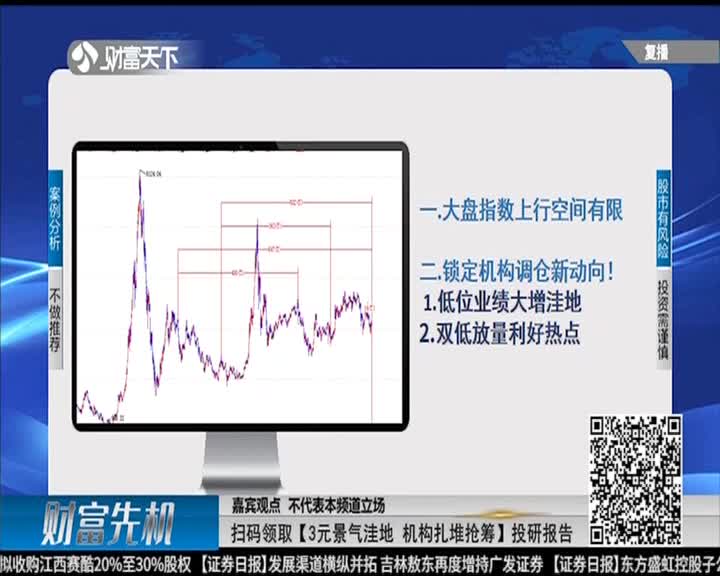 财富天下
复播
案例分析
不做推荐
一.大盘指数上行空间有限
二.锁定机构调仓新动向！
1.低位业绩大增洼地
2.双低放量利好热点
股市有风险
投资需谨慎
财富先机
嘉宾观点 不代表本频道立场
扫码领取【3元景气洼地 机构扎堆抢筹】投研报告
拟收购江西赛酷20%至30%股权 【证券日报】发展渠道横纵并拓 吉林敖东再度增持广发证券 【证券日报】东方盛虹控股子